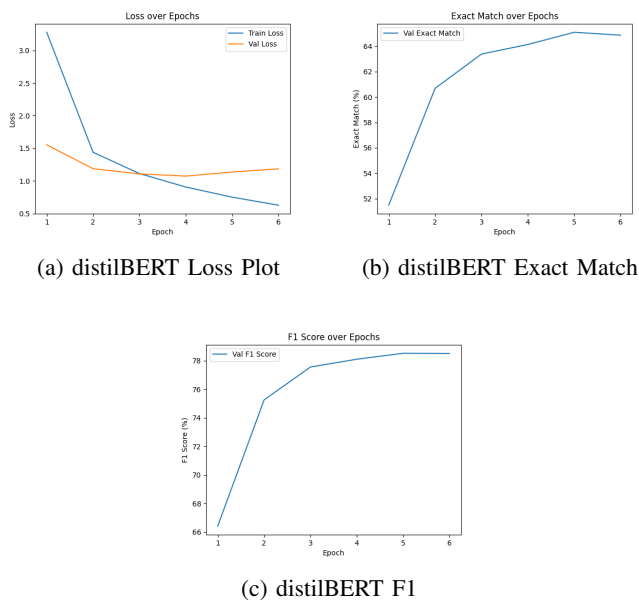 Loss over Epochs
Train Loss
Val Loss
3.0
2.5
2.0
1.5
1.0
0.5
Loss
1 2 3 4 5 6
Epoch
(a) distilBERT Loss Plot
Exact Match over Epochs
Val Exact Match
64
62
60
58
56
54
52
Exact Match (%)
1 2 3 4 5 6
Epoch
(b) distilBERT Exact Match
F1 Score over Epochs
Val F1 Score
78
76
74
72
70
68
66
F1 Score (%)
1 2 3 4 5 6
Epoch
(c) distilBERT F1